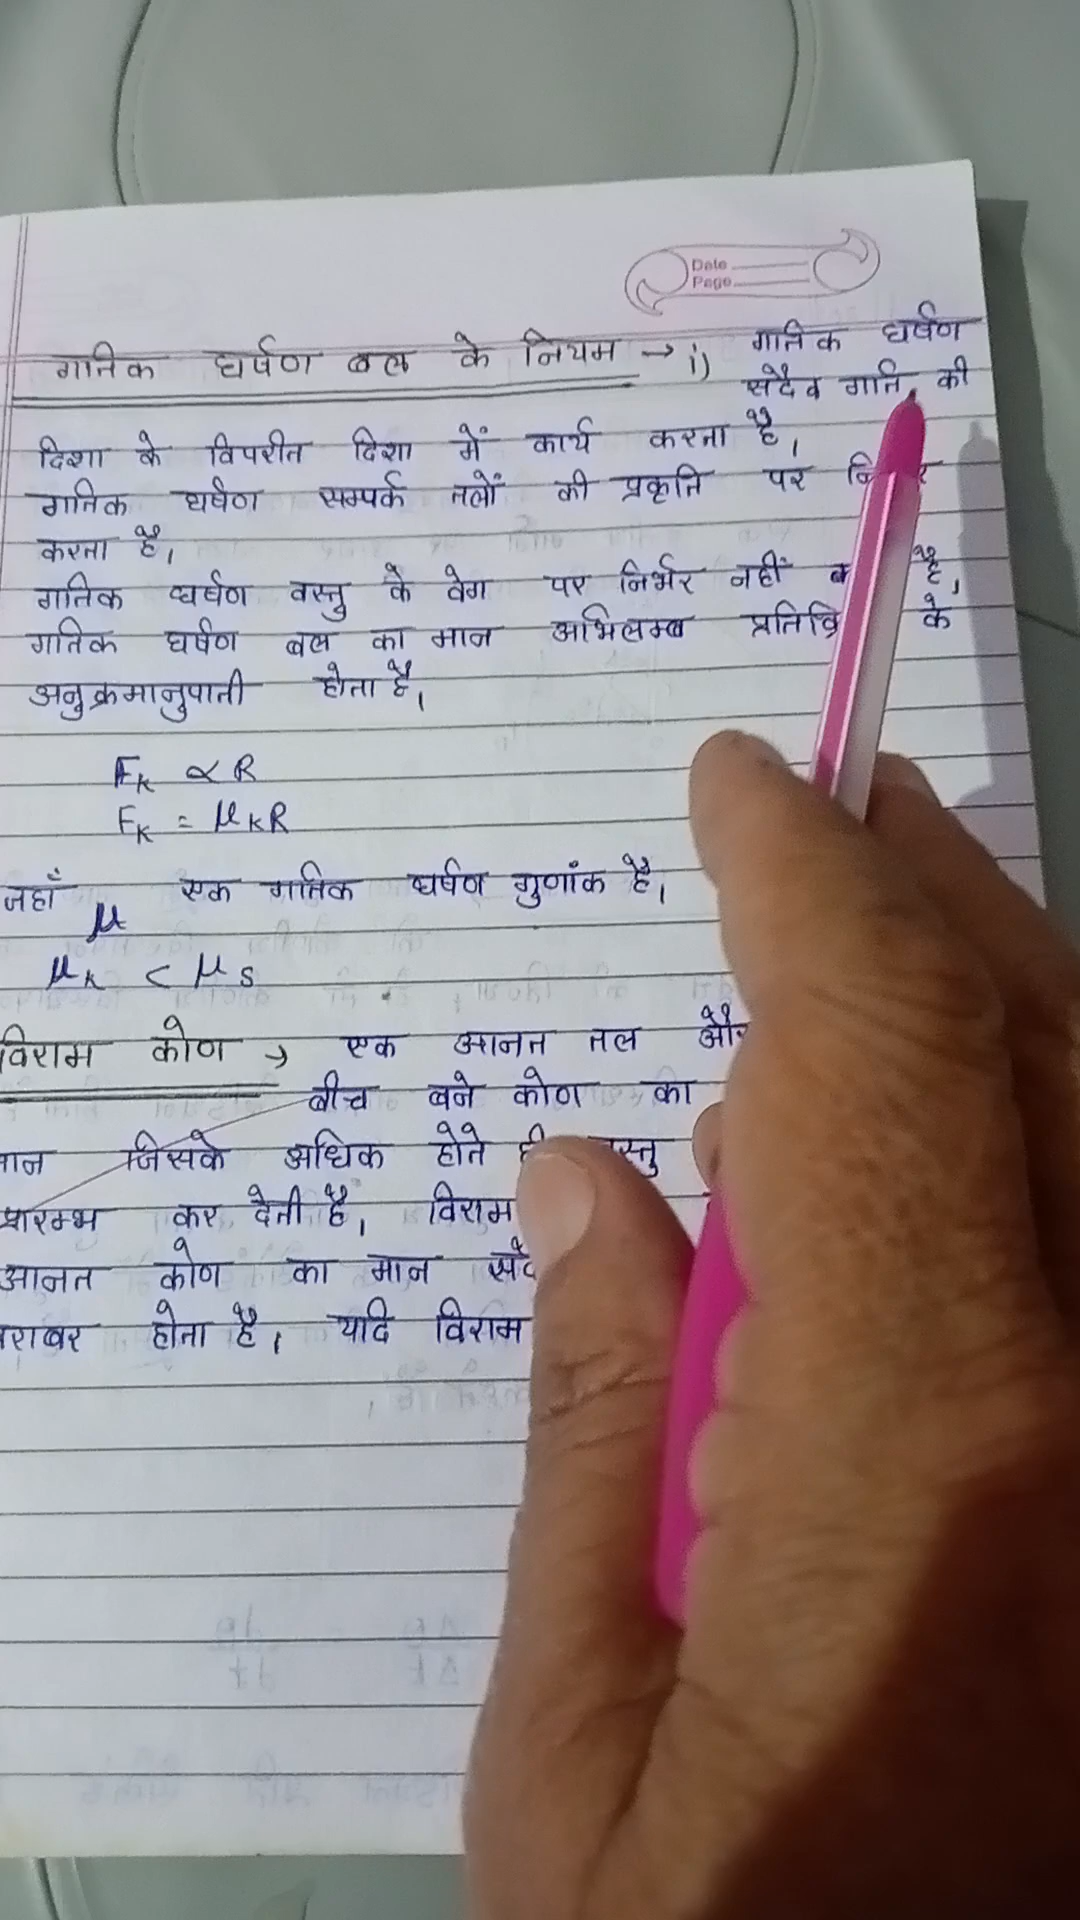 Date
Page
गतिक घर्षण बल के नियम → i) गतिक घर्षण
सदैव गति की
दिशा के विपरीत दिशा में कार्य करता है,
गतिक घर्षण सम्पर्क तलों की प्रकृति पर
करता है,
गतिक घर्षण वस्तु के वेग पर निर्भर नहीं है,
गतिक घर्षण बल का मान अभिलम्ब के
अनुक्रमानुपाती होता है,
FK ∝ R
FK = μKR
जहाँ μ एक गतिक घर्षण गुणांक है,
μK < μS
विराम कोण → एक आनत तल
बीच बने कोण का
जिसके अधिक होते
प्रारम्भ कर देती है, विराम
आनत कोण का मान
होता है, यदि विराम